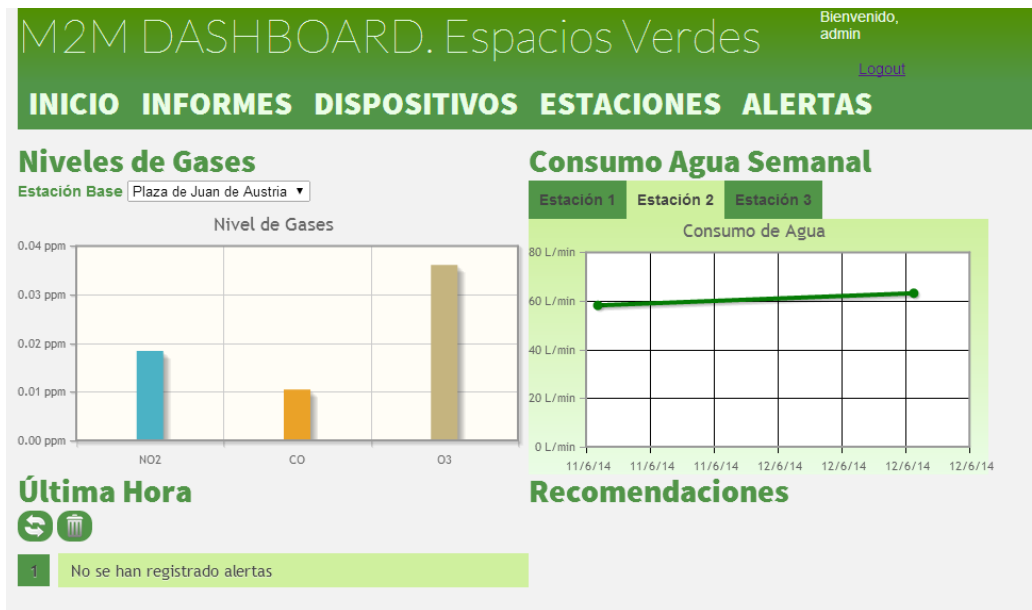 M2M DASHBOARD. Espacios Verdes
Bienvenido,
admin
Logout
INICIO INFORMES DISPOSITIVOS ESTACIONES ALERTAS
Niveles de Gases
Estación Base Plaza de Juan de Austria
Nivel de Gases
0.04 ppm
0.03 ppm
0.02 ppm
0.01 ppm
0.00 ppm
NO2 CO O3
Consumo Agua Semanal
Estación 1 Estación 2 Estación 3
Consumo de Agua
80 L/min
60 L/min
40 L/min
20 L/min
0 L/min
11/6/14 11/6/14 11/6/14 12/6/14 12/6/14 12/6/14 12/6/14
Última Hora
1 No se han registrado alertas
Recomendaciones